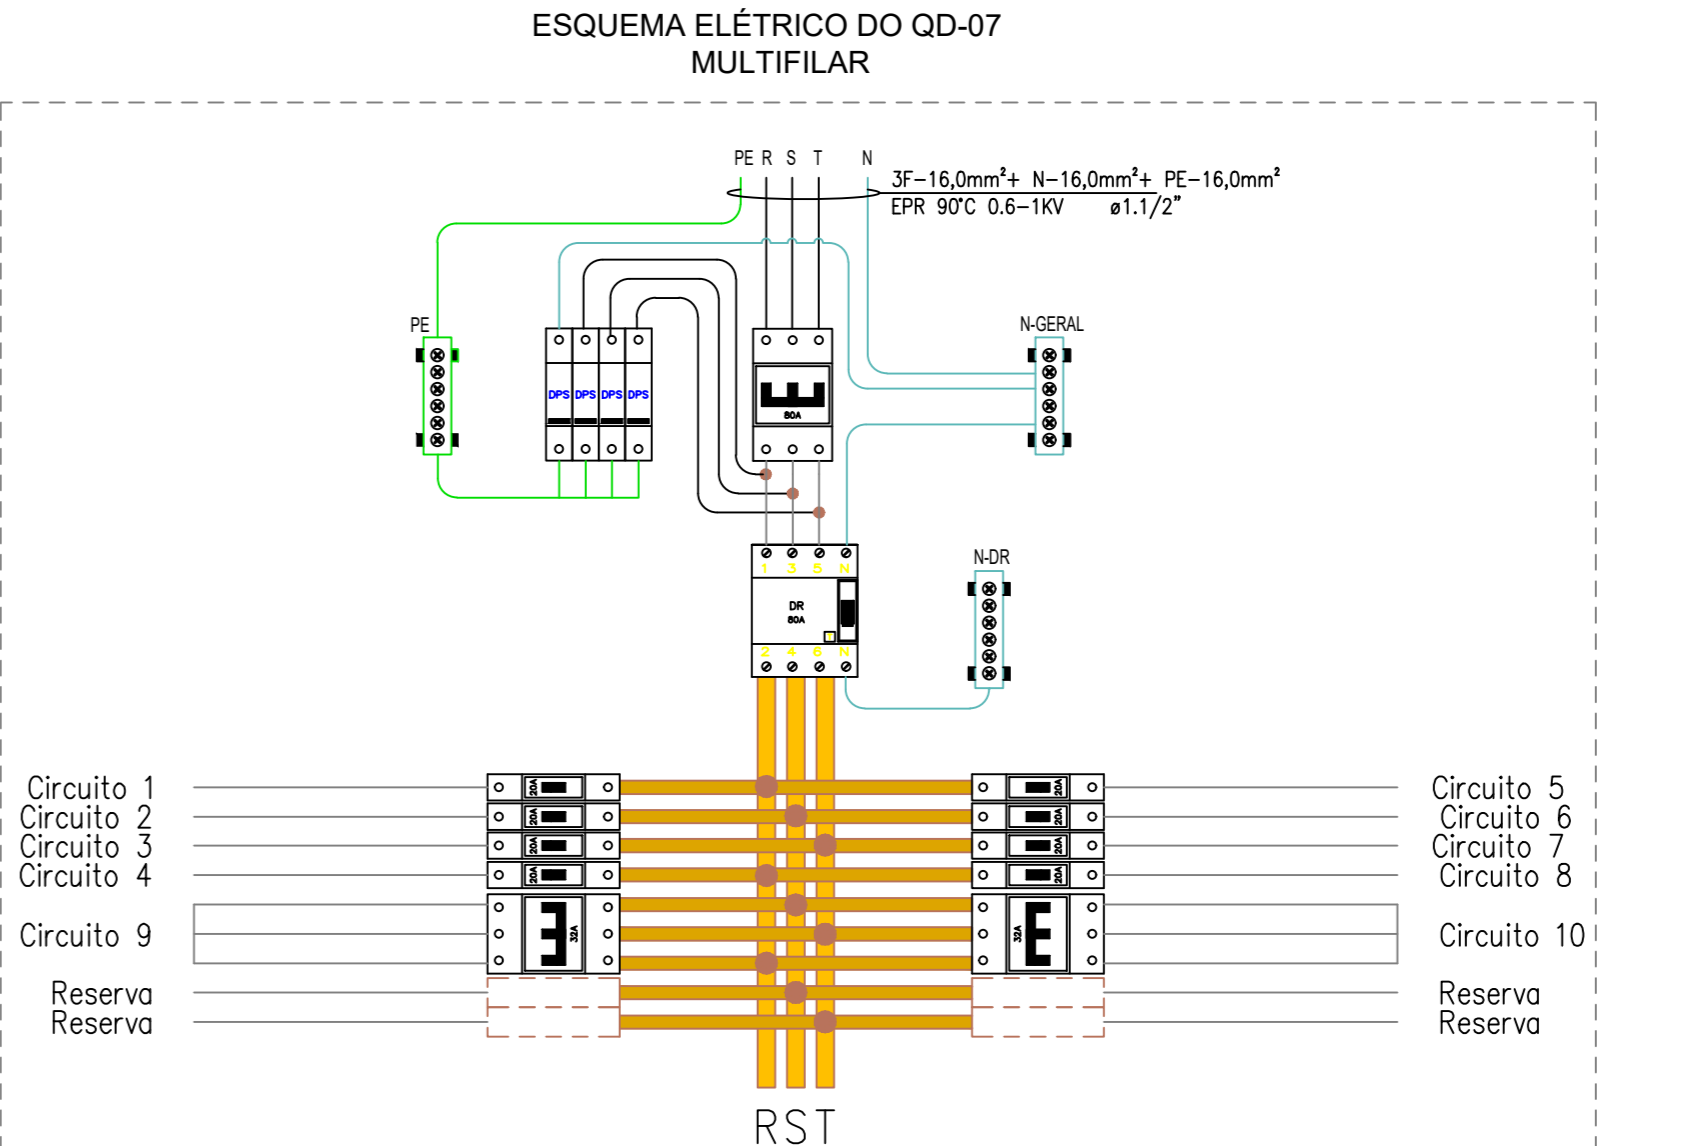 ESQUEMA ELÉTRICO DO QD-07
MULTIFILAR
PE R S T N
3F-16,0mm²+ N-16,0mm²+ PE-16,0mm²
EPR 90°C 0.6-1KV ø1.1/2"
PE
N-GERAL
DPS DPS DPS DPS
80A
N-DR
1 3 5 N
DR
80A
2 4 6 N
Circuito 1 20A 20A Circuito 5
Circuito 2 20A 20A Circuito 6
Circuito 3 20A 20A Circuito 7
Circuito 4 20A 20A Circuito 8
Circuito 9 32A 32A Circuito 10
Reserva Reserva
Reserva Reserva
RST